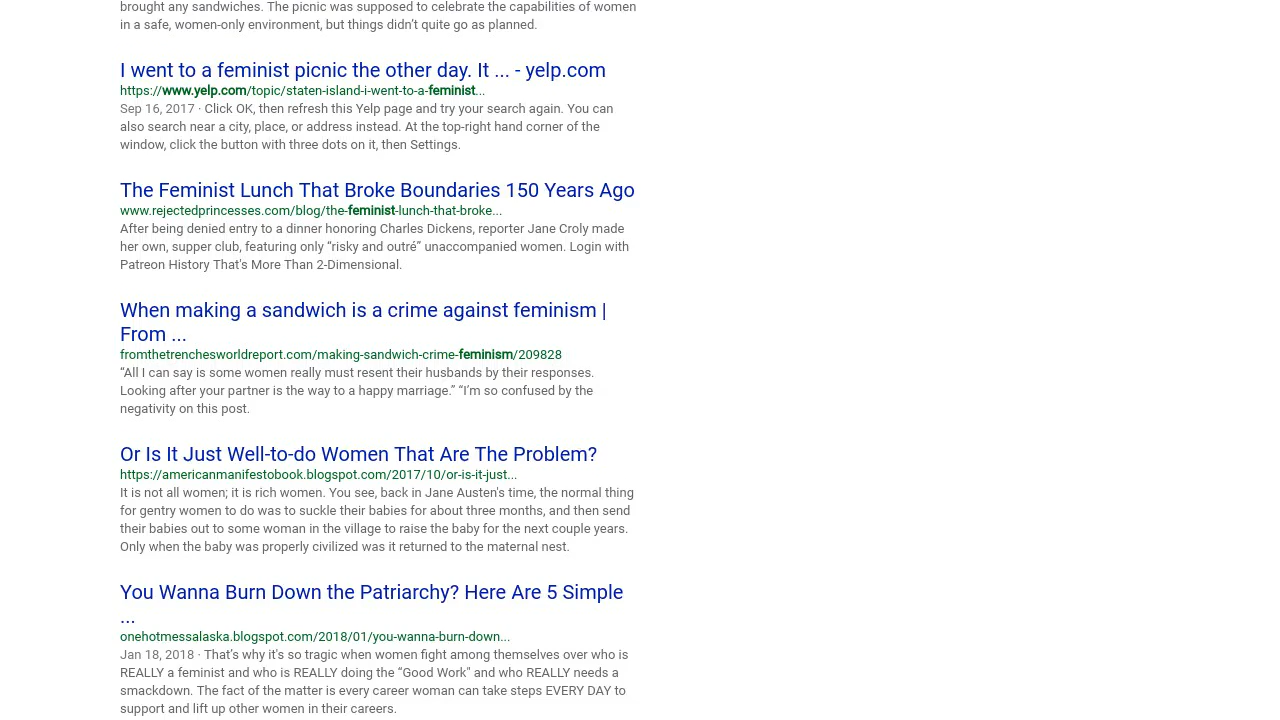 brought any sandwiches. The picnic was supposed to celebrate the capabilities of women
in a safe, women-only environment, but things didn’t quite go as planned.
I went to a feminist picnic the other day. It ... - yelp.com
https://www.yelp.com/topic/staten-island-i-went-to-a-feminist...
Sep 16, 2017 · Click OK, then refresh this Yelp page and try your search again. You can
also search near a city, place, or address instead. At the top-right hand corner of the
window, click the button with three dots on it, then Settings.
The Feminist Lunch That Broke Boundaries 150 Years Ago
www.rejectedprincesses.com/blog/the-feminist-lunch-that-broke...
After being denied entry to a dinner honoring Charles Dickens, reporter Jane Croly made
her own, supper club, featuring only “risky and outré” unaccompanied women. Login with
Patreon History That's More Than 2-Dimensional.
When making a sandwich is a crime against feminism |
From ...
fromthetrenchesworldreport.com/making-sandwich-crime-feminism/209828
“All I can say is some women really must resent their husbands by their responses.
Looking after your partner is the way to a happy marriage.” “I’m so confused by the
negativity on this post.
Or Is It Just Well-to-do Women That Are The Problem?
https://americanmanifestobook.blogspot.com/2017/10/or-is-it-just...
It is not all women; it is rich women. You see, back in Jane Austen's time, the normal thing
for gentry women to do was to suckle their babies for about three months, and then send
their babies out to some woman in the village to raise the baby for the next couple years.
Only when the baby was properly civilized was it returned to the maternal nest.
You Wanna Burn Down the Patriarchy? Here Are 5 Simple
...
onehotmessalaska.blogspot.com/2018/01/you-wanna-burn-down...
Jan 18, 2018 · That’s why it's so tragic when women fight among themselves over who is
REALLY a feminist and who is REALLY doing the “Good Work" and who REALLY needs a
smackdown. The fact of the matter is every career woman can take steps EVERY DAY to
support and lift up other women in their careers.